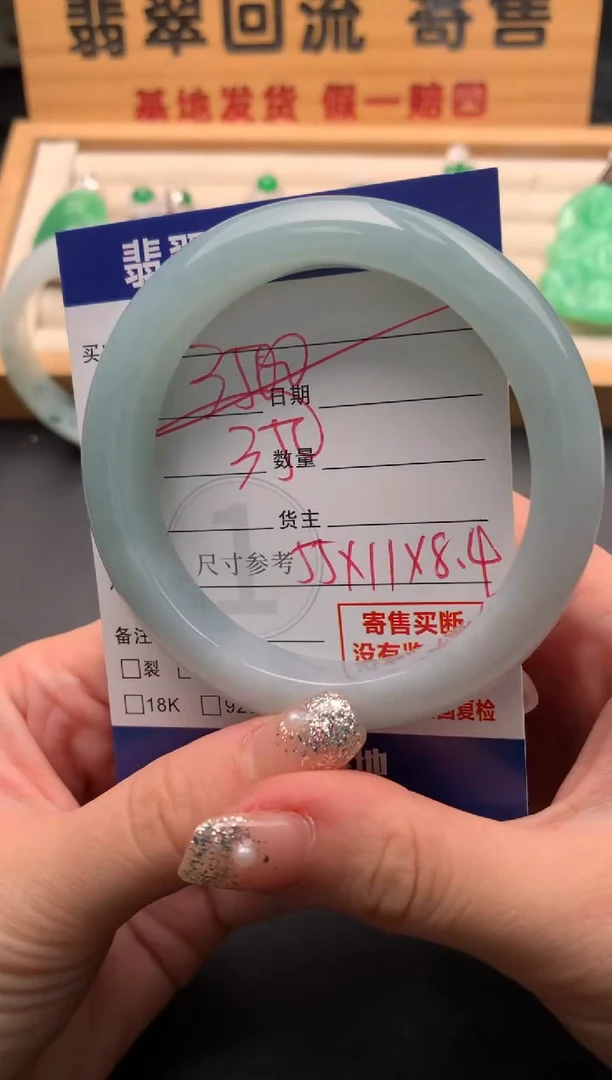 翡翠回流 寄售
基地发货 假一赔四
翡
买
日期
数量
货主
尺寸参考 55X11X8.4
1
寄售买断
没有
备注
□裂
□18K □92
复检
地